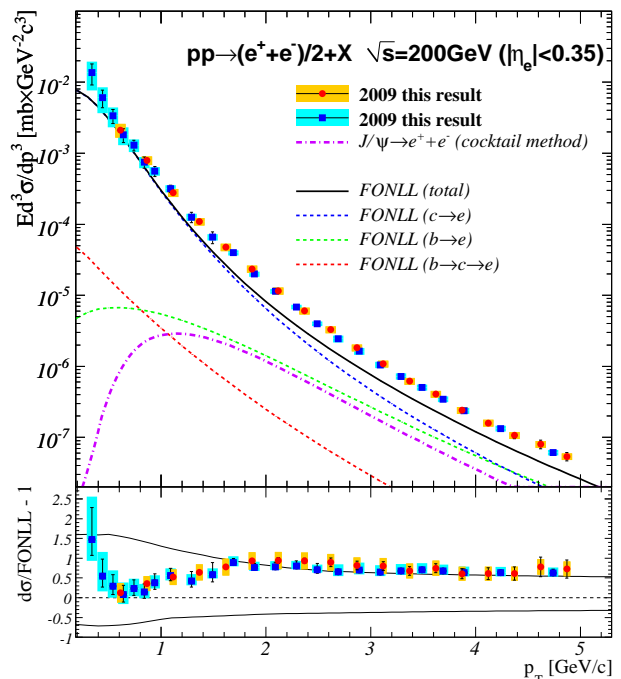 pp→(e⁺+e⁻)/2+X √s=200GeV (|η_e|<0.35)
2009 this result
2009 this result
J/ψ→e⁺+e⁻ (cocktail method)
FONLL (total)
FONLL (c→e)
FONLL (b→e)
FONLL (b→c→e)
Ed³σ/dp³ [mb×GeV⁻²c³]
10⁻²
10⁻³
10⁻⁴
10⁻⁵
10⁻⁶
10⁻⁷
dσ/FONLL - 1
2.5
2
1.5
1
0.5
0
-0.5
-1
1 2 3 4 5
p_T [GeV/c]